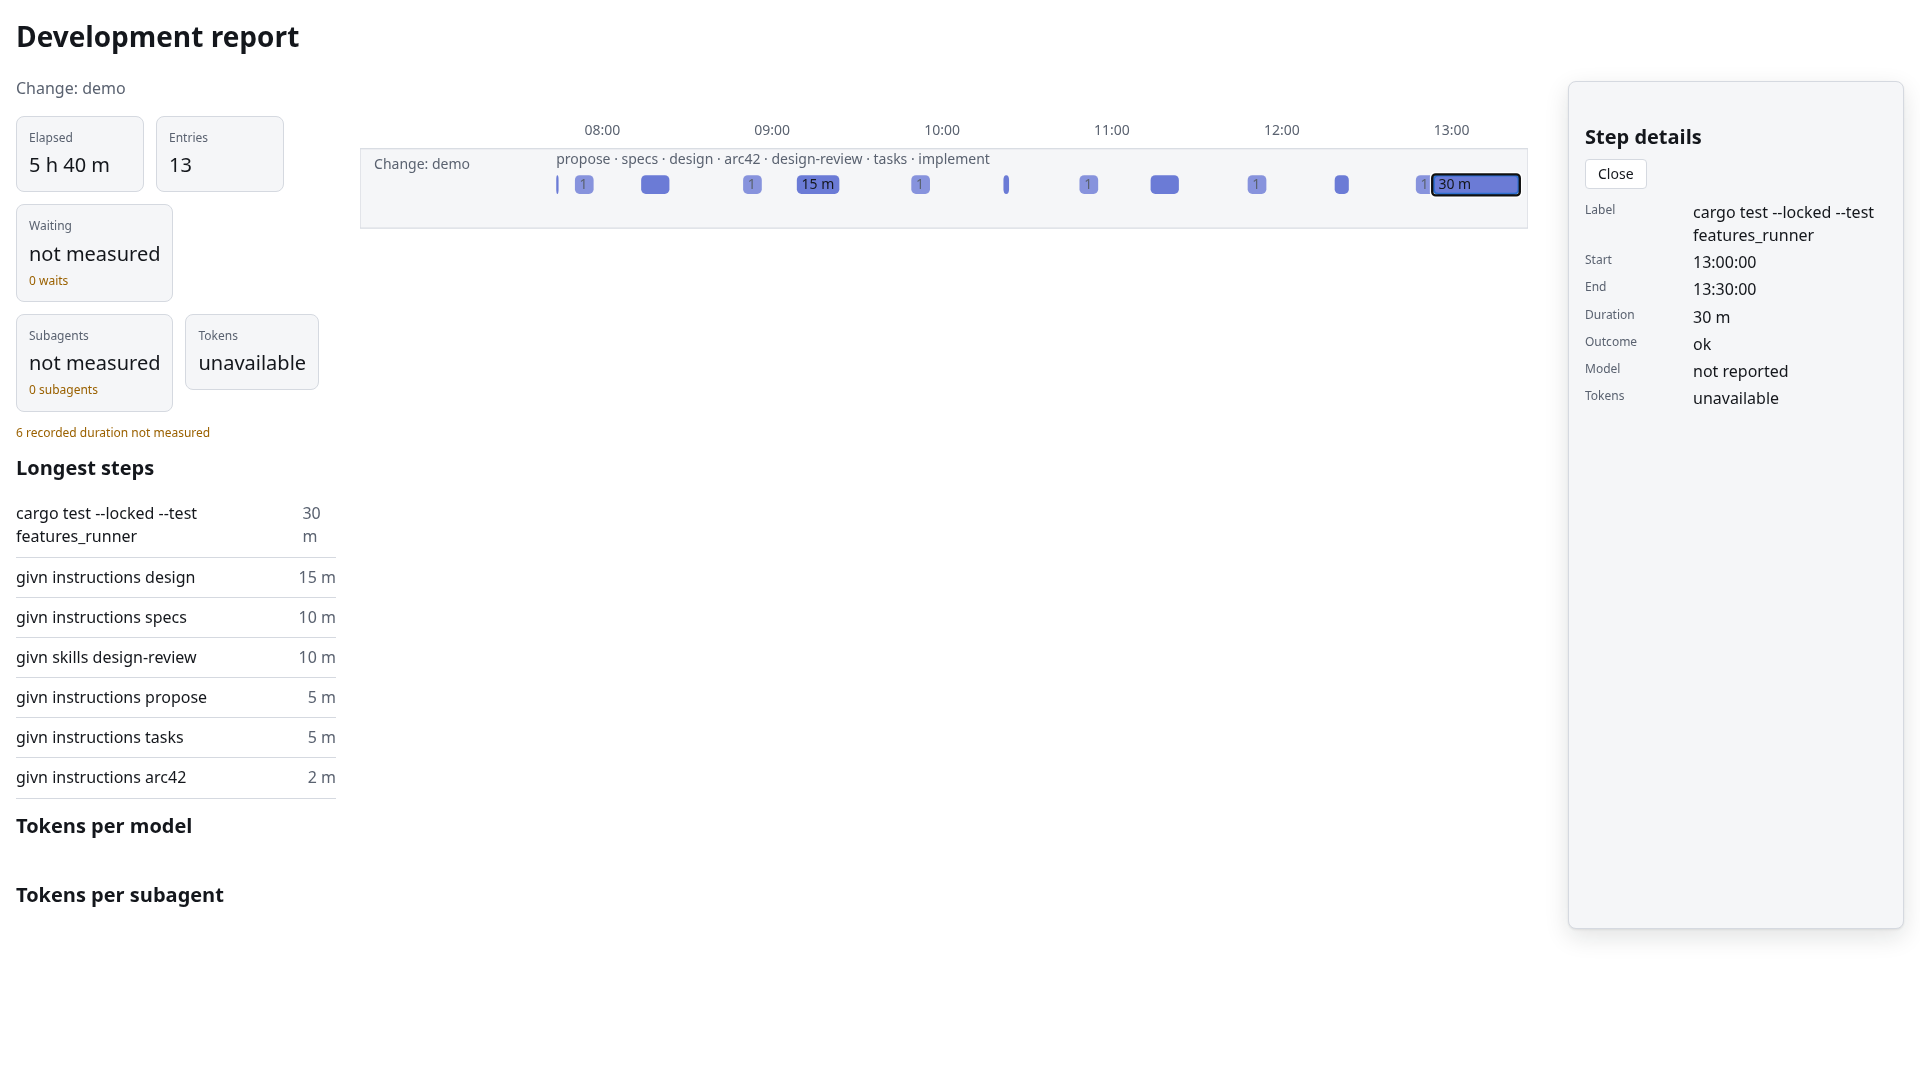 Development report
Change: demo
Elapsed
5 h 40 m
Entries
13
Waiting
not measured
0 waits
Subagents
not measured
0 subagents
Tokens
unavailable
6 recorded duration not measured
Longest steps
cargo test --locked --test features_runner
30 m
givn instructions design 15 m
givn instructions specs 10 m
givn skills design-review 10 m
givn instructions propose 5 m
givn instructions tasks 5 m
givn instructions arc42 2 m
Tokens per model
Tokens per subagent
08:00 09:00 10:00 11:00 12:00 13:00
Change: demo
propose · specs · design · arc42 · design-review · tasks · implement
1 1 15 m 1 1 1 1 30 m
Step details
Close
Label cargo test --locked --test
features_runner
Start 13:00:00
End 13:30:00
Duration 30 m
Outcome ok
Model not reported
Tokens unavailable